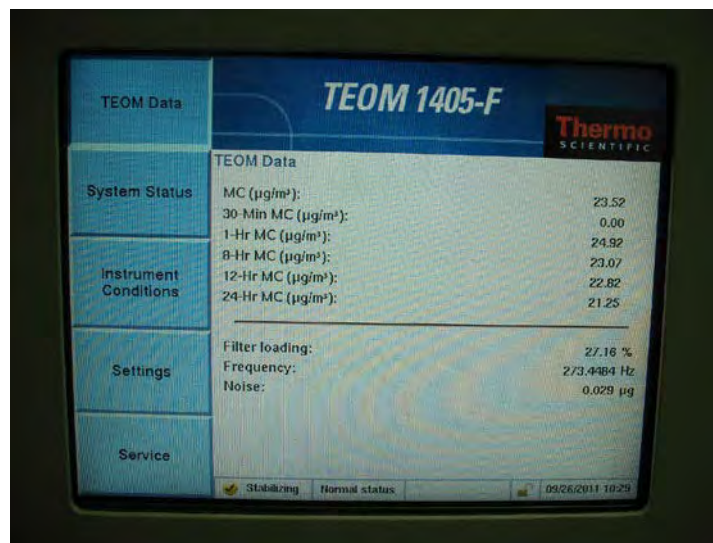 TEOM Data
TEOM 1405-F
Thermo
SCIENTIFIC
System Status
Instrument
Conditions
Settings
Service
TEOM Data
MC (µg/m³): 23.52
30-Min MC (µg/m³): 0.00
1-Hr MC (µg/m³): 24.92
8-Hr MC (µg/m³): 23.07
12-Hr MC (µg/m³): 22.82
24-Hr MC (µg/m³): 21.25
Filter loading: 27.16 %
Frequency: 273.4484 Hz
Noise: 0.029 µg
Stabilizing Normal status 09/26/2011 10:29